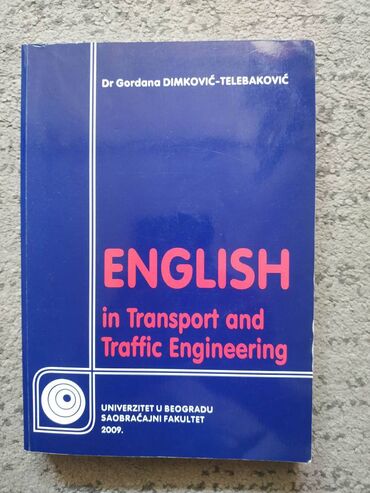 Dr Gordana DIMKOVIĆ-TELEBAKOVIĆ
ENGLISH
in Transport and
Traffic Engineering
UNIVERZITET U BEOGRADU
SAOBRAĆAJNI FAKULTET
2009.